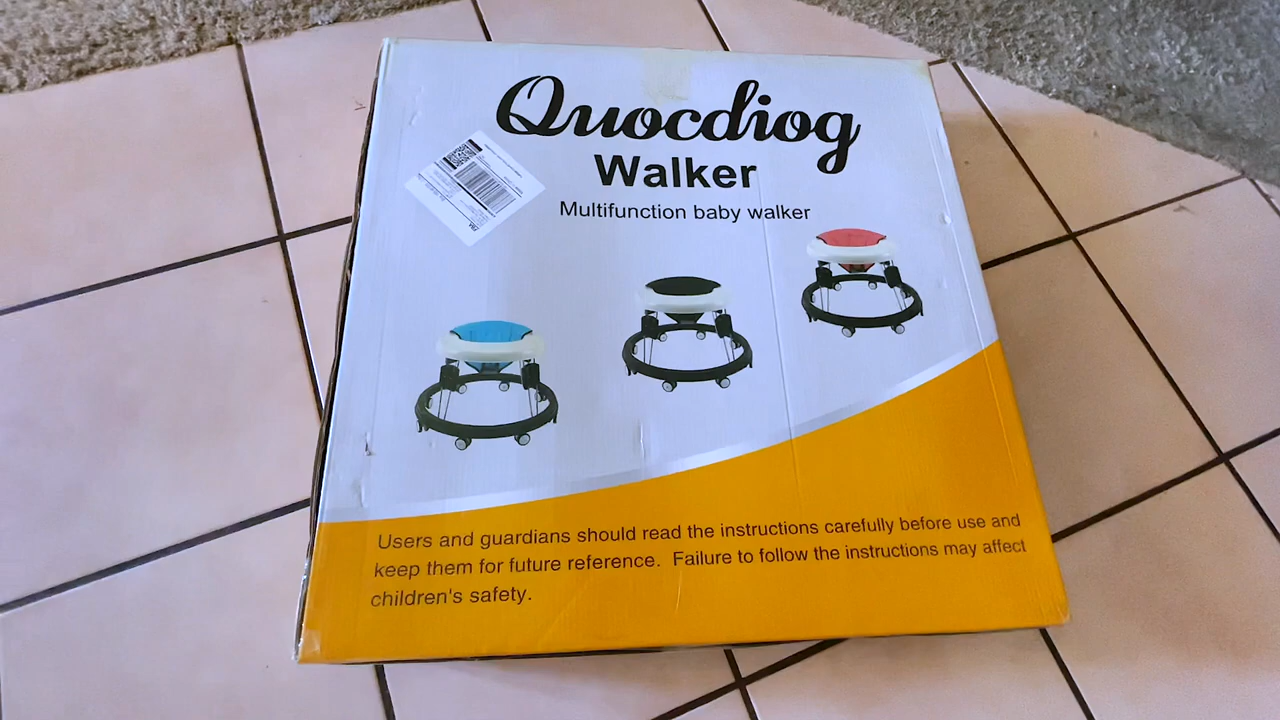 Quocdiog
Walker
Multifunction baby walker
Users and guardians should read the instructions carefully before use and
keep them for future reference. Failure to follow the instructions may affect
children's safety.